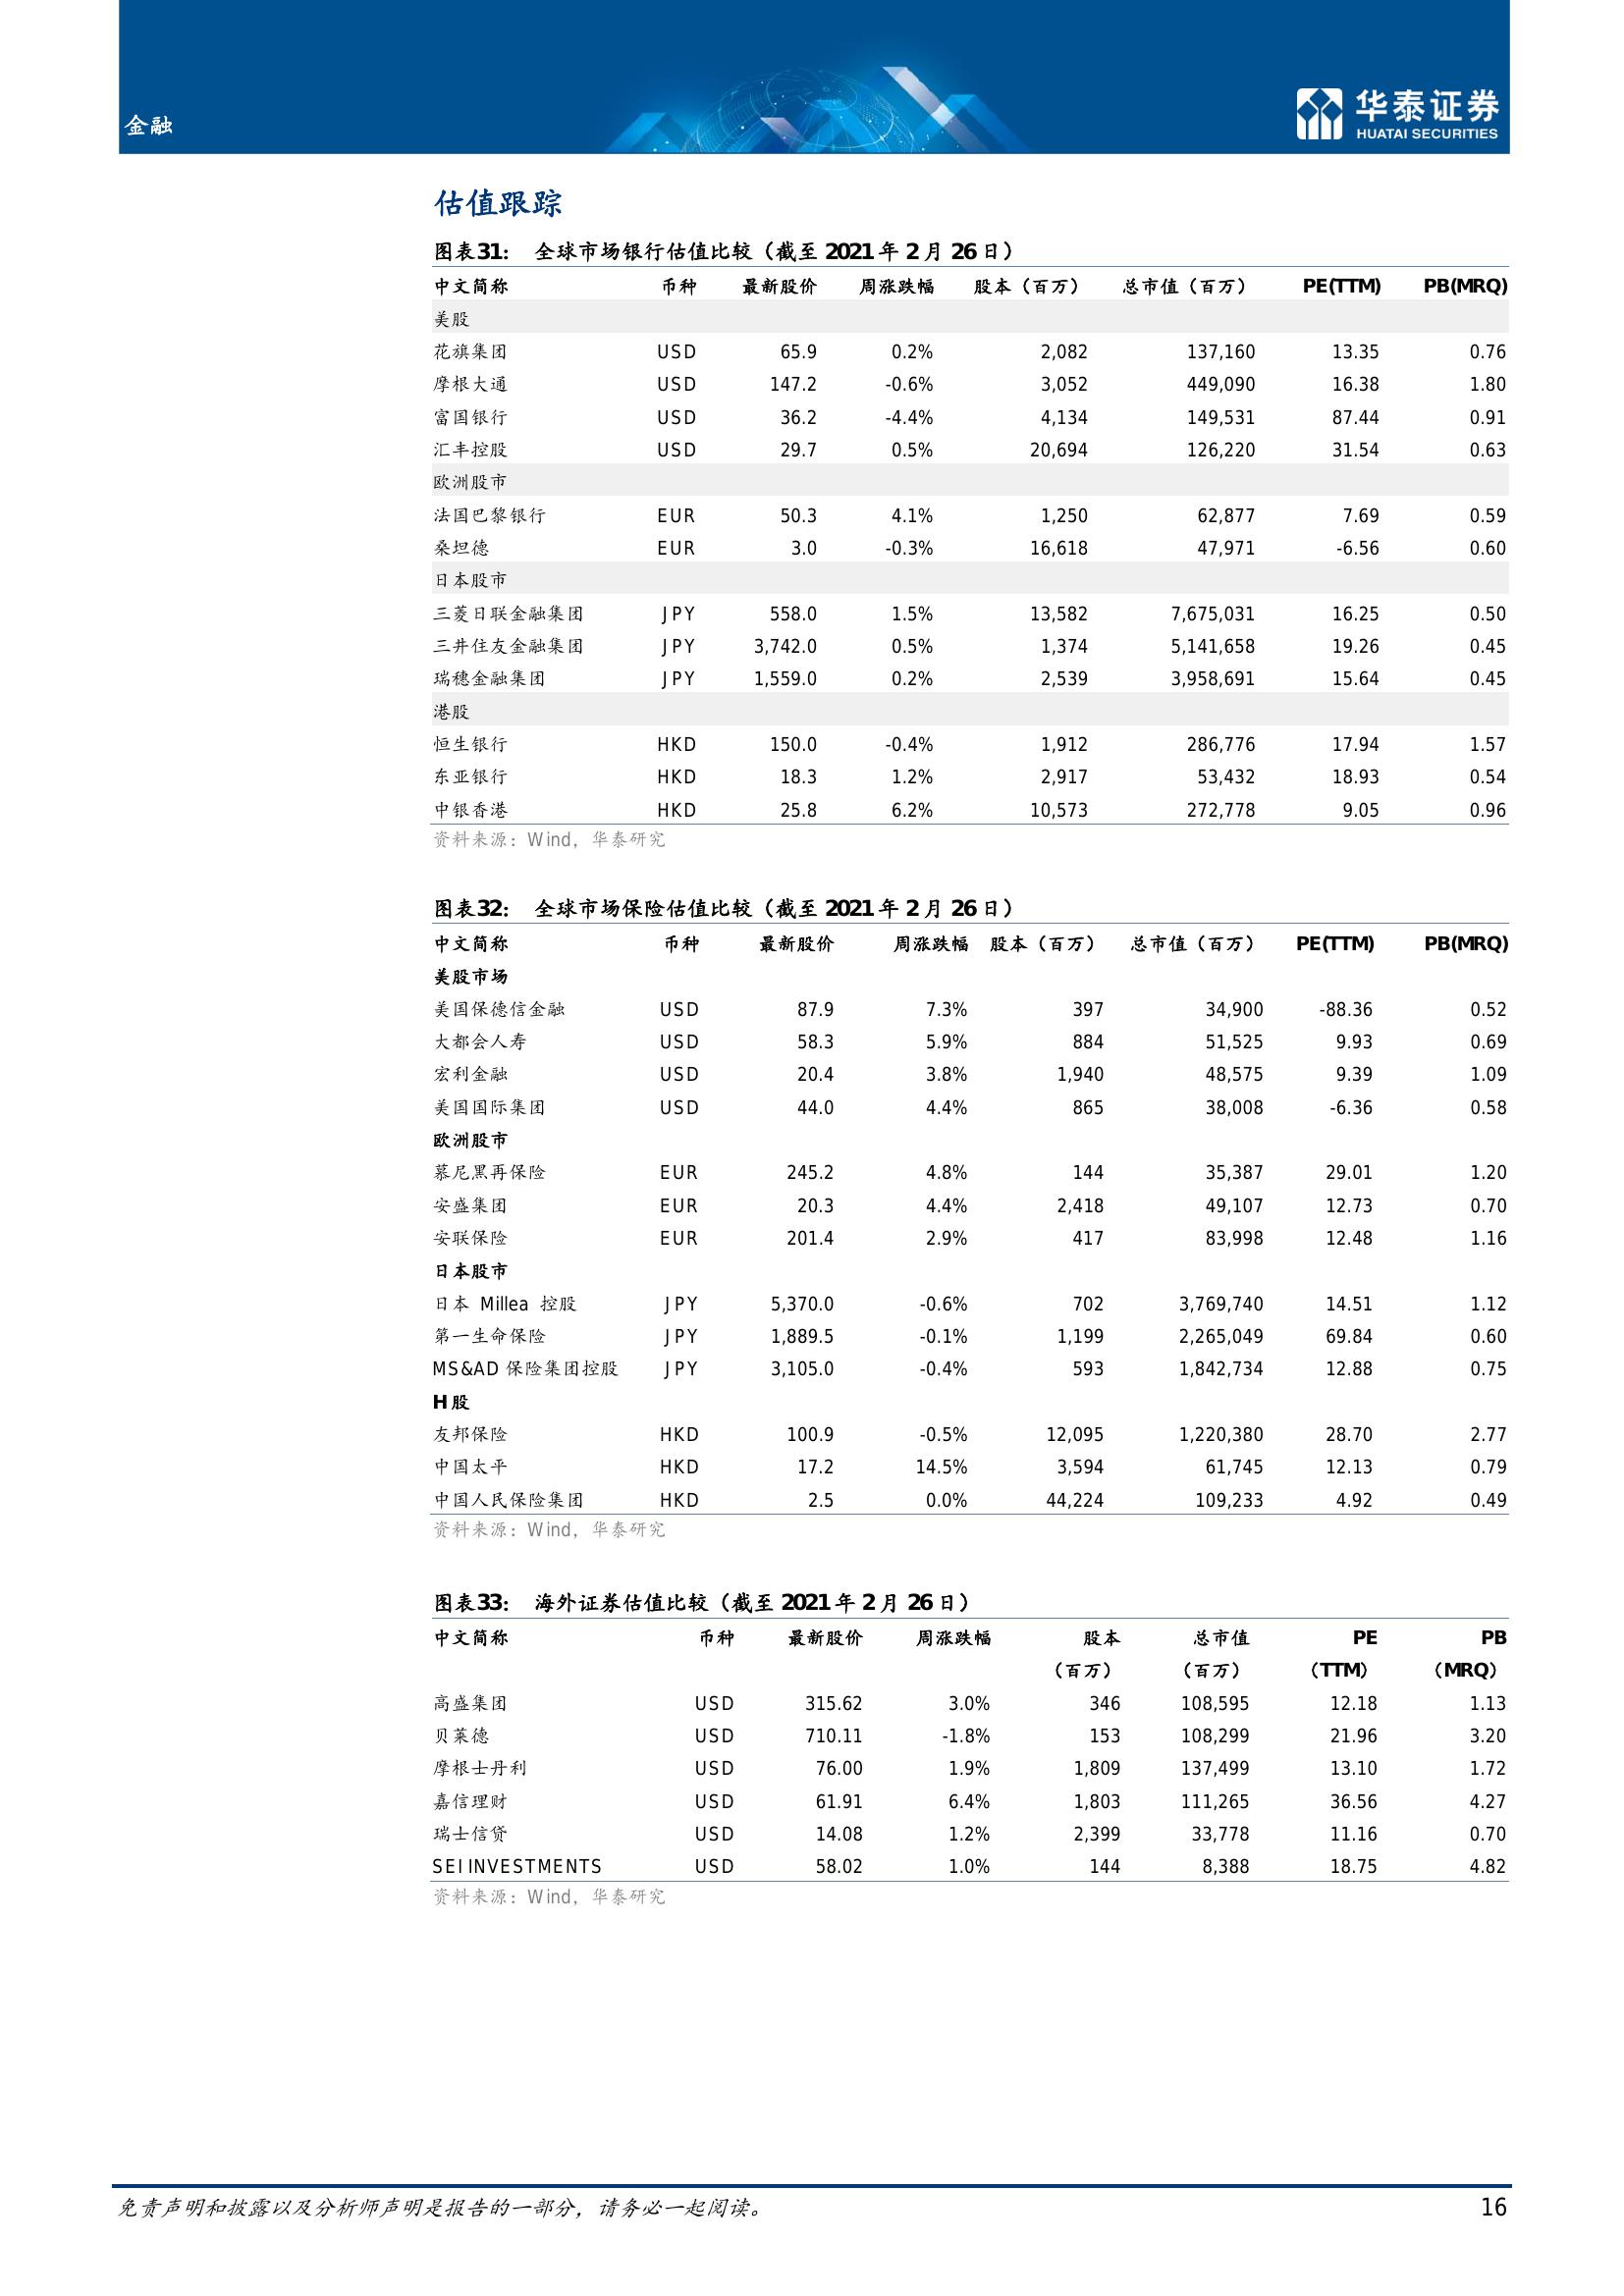 金融
华泰证券
HUATAI SECURITIES
估值跟踪
图表31： 全球市场银行估值比较（截至 2021 年 2 月 26 日）
中文简称 币种 最新股价 周涨跌幅 股本（百万） 总市值（百万） PE(TTM) PB(MRQ)
美股
花旗集团 USD 65.9 0.2% 2,082 137,160 13.35 0.76
摩根大通 USD 147.2 -0.6% 3,052 449,090 16.38 1.80
富国银行 USD 36.2 -4.4% 4,134 149,531 87.44 0.91
汇丰控股 USD 29.7 0.5% 20,694 126,220 31.54 0.63
欧洲股市
法国巴黎银行 EUR 50.3 4.1% 1,250 62,877 7.69 0.59
桑坦德 EUR 3.0 -0.3% 16,618 47,971 -6.56 0.60
日本股市
三菱日联金融集团 JPY 558.0 1.5% 13,582 7,675,031 16.25 0.50
三井住友金融集团 JPY 3,742.0 0.5% 1,374 5,141,658 19.26 0.45
瑞穗金融集团 JPY 1,559.0 0.2% 2,539 3,958,691 15.64 0.45
港股
恒生银行 HKD 150.0 -0.4% 1,912 286,776 17.94 1.57
东亚银行 HKD 18.3 1.2% 2,917 53,432 18.93 0.54
中银香港 HKD 25.8 6.2% 10,573 272,778 9.05 0.96
资料来源：Wind，华泰研究
图表32： 全球市场保险估值比较（截至 2021 年 2 月 26 日）
中文简称 币种 最新股价 周涨跌幅 股本（百万） 总市值（百万） PE(TTM) PB(MRQ)
美股市场
美国保德信金融 USD 87.9 7.3% 397 34,900 -88.36 0.52
大都会人寿 USD 58.3 5.9% 884 51,525 9.93 0.69
宏利金融 USD 20.4 3.8% 1,940 48,575 9.39 1.09
美国国际集团 USD 44.0 4.4% 865 38,008 -6.36 0.58
欧洲股市
慕尼黑再保险 EUR 245.2 4.8% 144 35,387 29.01 1.20
安盛集团 EUR 20.3 4.4% 2,418 49,107 12.73 0.70
安联保险 EUR 201.4 2.9% 417 83,998 12.48 1.16
日本股市
日本 Millea 控股 JPY 5,370.0 -0.6% 702 3,769,740 14.51 1.12
第一生命保险 JPY 1,889.5 -0.1% 1,199 2,265,049 69.84 0.60
MS&AD 保险集团控股 JPY 3,105.0 -0.4% 593 1,842,734 12.88 0.75
H 股
友邦保险 HKD 100.9 -0.5% 12,095 1,220,380 28.70 2.77
中国太平 HKD 17.2 14.5% 3,594 61,745 12.13 0.79
中国人民保险集团 HKD 2.5 0.0% 44,224 109,233 4.92 0.49
资料来源：Wind，华泰研究
图表33： 海外证券估值比较（截至 2021 年 2 月 26 日）
中文简称 币种 最新股价 周涨跌幅 股本 总市值 PE PB
（百万） （百万） （TTM） （MRQ）
高盛集团 USD 315.62 3.0% 346 108,595 12.18 1.13
贝莱德 USD 710.11 -1.8% 153 108,299 21.96 3.20
摩根士丹利 USD 76.00 1.9% 1,809 137,499 13.10 1.72
嘉信理财 USD 61.91 6.4% 1,803 111,265 36.56 4.27
瑞士信贷 USD 14.08 1.2% 2,399 33,778 11.16 0.70
SEI INVESTMENTS USD 58.02 1.0% 144 8,388 18.75 4.82
资料来源：Wind，华泰研究
免责声明和披露以及分析师声明是报告的一部分，请务必一起阅读。 16